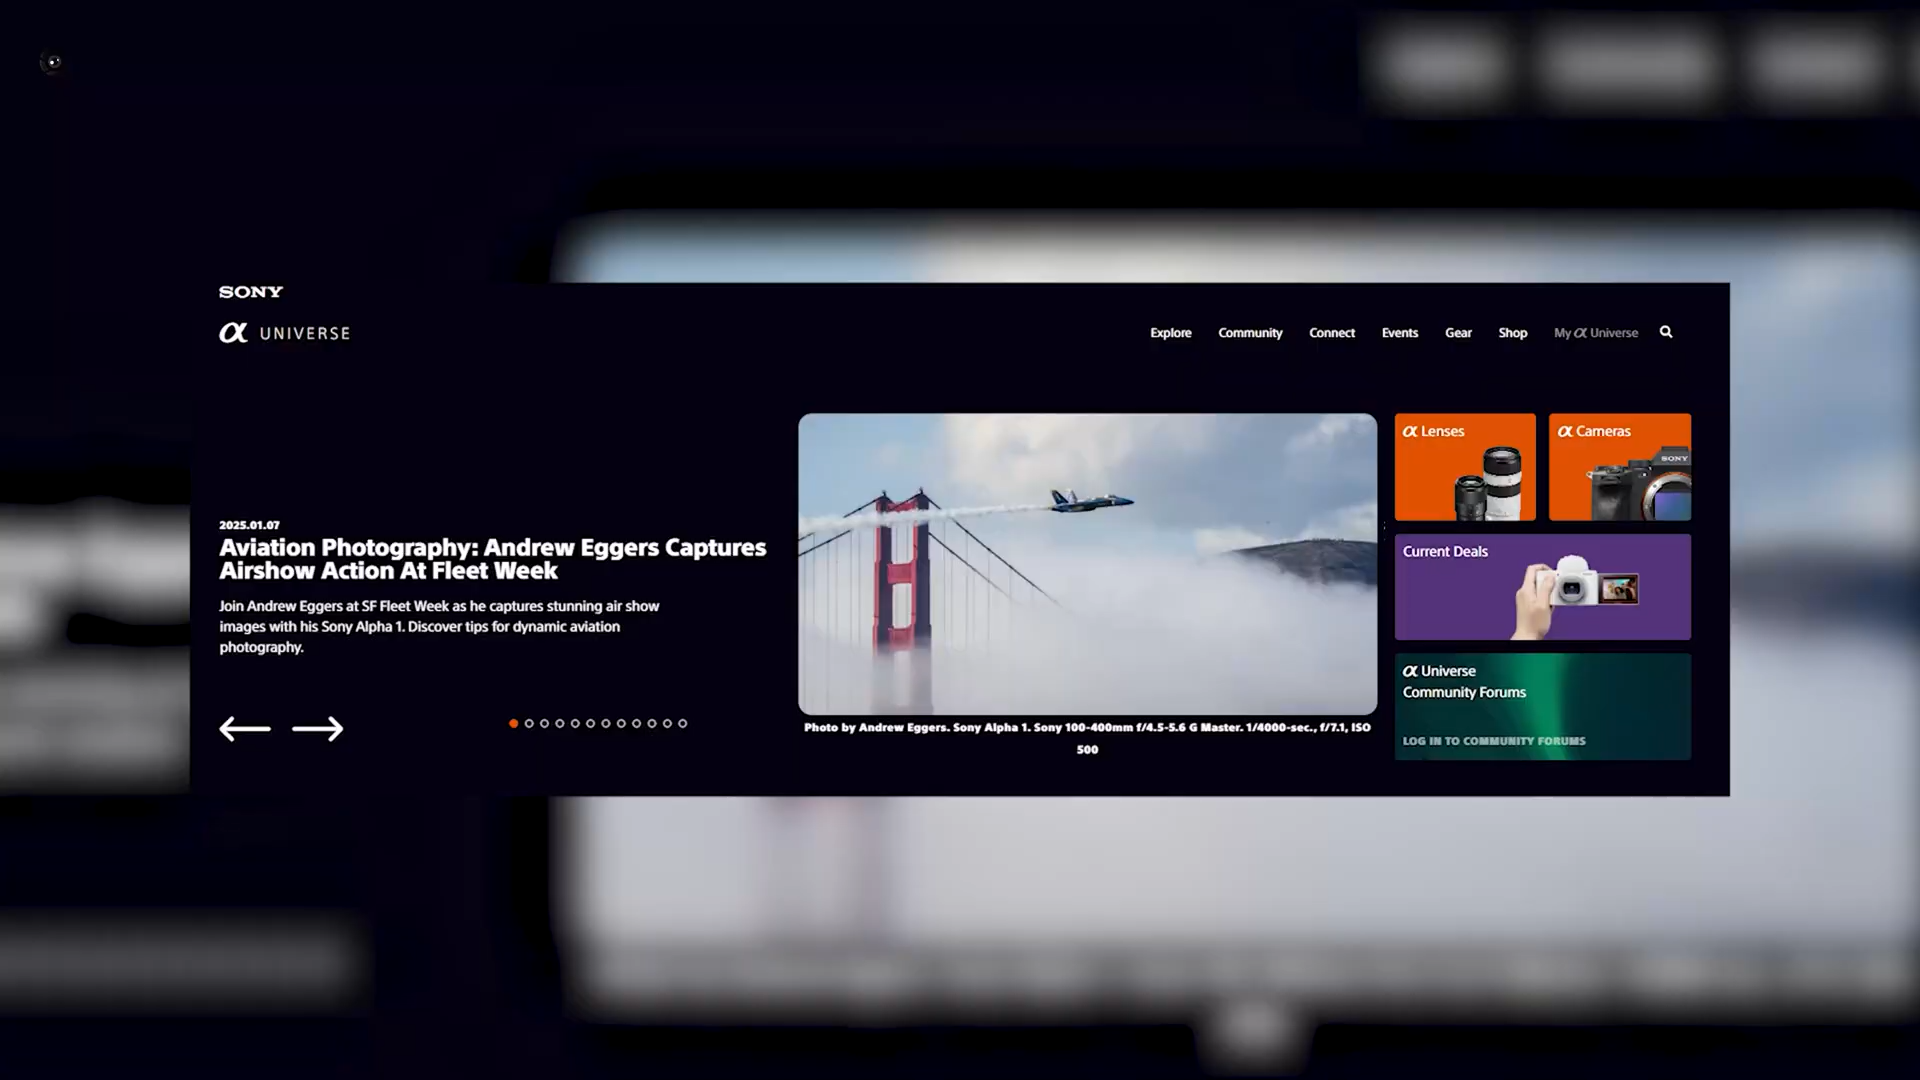 SONY
α UNIVERSE
Explore Community Connect Events Gear Shop My α Universe
2025.01.07
Aviation Photography: Andrew Eggers Captures
Airshow Action At Fleet Week
Join Andrew Eggers at SF Fleet Week as he captures stunning air show
images with his Sony Alpha 1. Discover tips for dynamic aviation
photography.
Photo by Andrew Eggers. Sony Alpha 1. Sony 100-400mm f/4.5-5.6 G Master. 1/4000-sec., f/7.1, ISO
500
α Lenses
α Cameras
SONY
Current Deals
α Universe
Community Forums
LOG IN TO COMMUNITY FORUMS